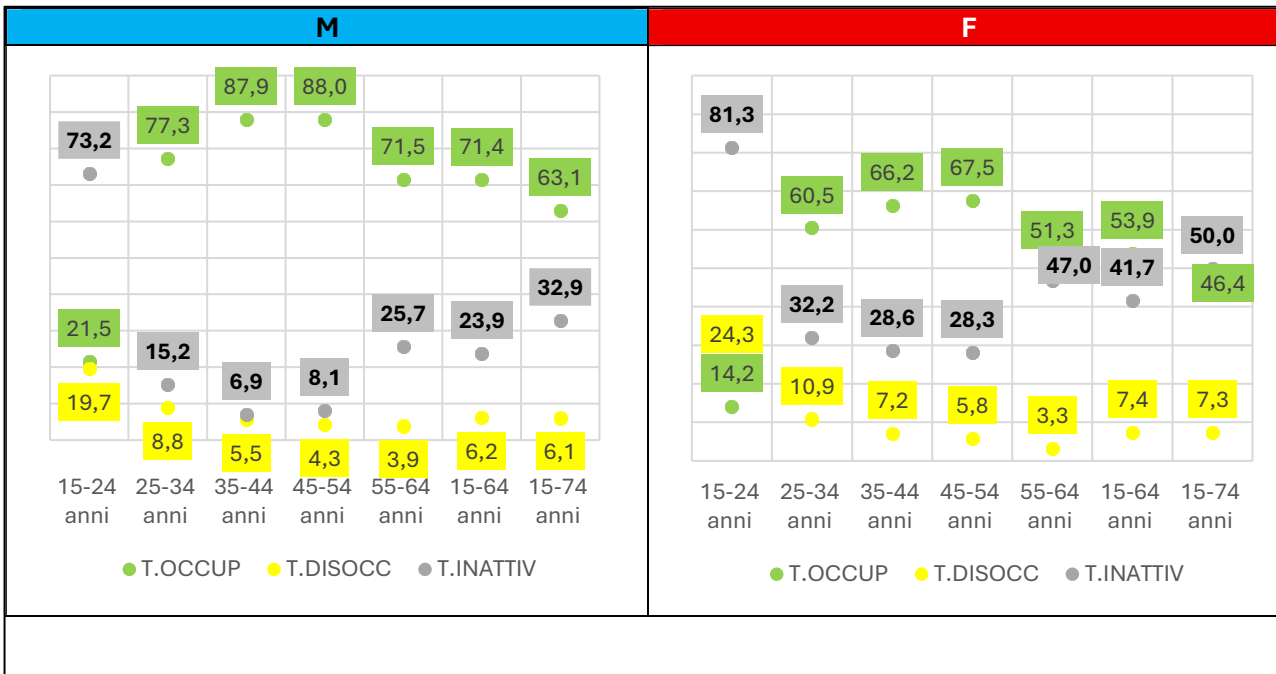 M
87,9 88,0
77,3
73,2
71,5 71,4
63,1
32,9
25,7 23,9
21,5
15,2
6,9 8,1
19,7
8,8 5,5 4,3 3,9 6,2 6,1
15-24 25-34 35-44 45-54 55-64 15-64 15-74
anni anni anni anni anni anni anni
T.OCCUP T.DISOCC T.INATTIV
F
81,3
60,5 66,2 67,5
51,3 53,9 50,0
47,0 41,7 46,4
32,2 28,6 28,3
24,3
14,2 10,9 7,2 5,8 3,3 7,4 7,3
15-24 25-34 35-44 45-54 55-64 15-64 15-74
anni anni anni anni anni anni anni
T.OCCUP T.DISOCC T.INATTIV